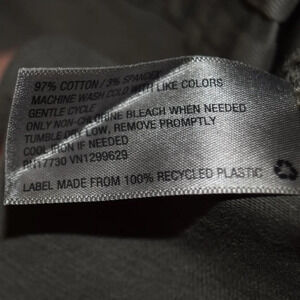 97% COTTON / 3% SPANDEX
MACHINE WASH COLD WITH LIKE COLORS
GENTLE CYCLE
ONLY NON-CHLORINE BLEACH WHEN NEEDED
TUMBLE DRY LOW, REMOVE PROMPTLY
COOL IRON IF NEEDED
VN1299629
LABEL MADE FROM 100% RECYCLED PLASTIC